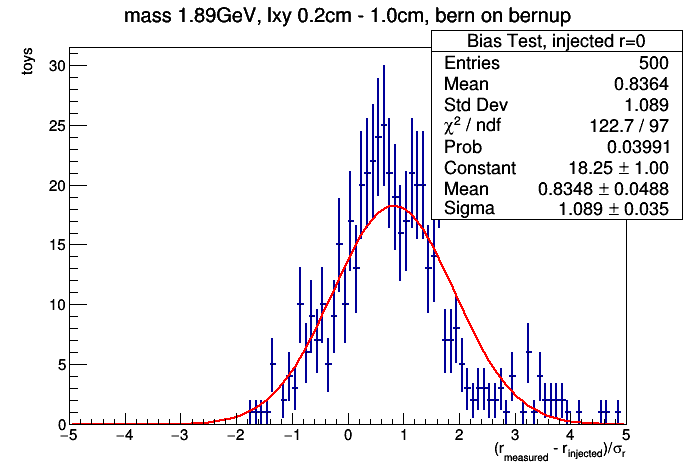 mass 1.89GeV, lxy 0.2cm - 1.0cm, bern on bernup
toys
Bias Test, injected r=0
Entries 500
Mean 0.8364
Std Dev 1.089
χ² / ndf 122.7 / 97
Prob 0.03991
Constant 18.25 ± 1.00
Mean 0.8348 ± 0.0488
Sigma 1.089 ± 0.035
30
25
20
15
10
5
0
−5 −4 −3 −2 −1 0 1 2 3 4 5
(r_measured - r_injected)/σ_r